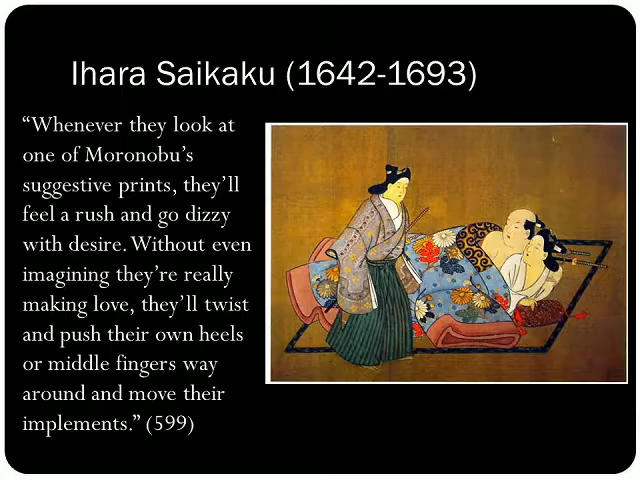 Ihara Saikaku (1642-1693)
“Whenever they look at
one of Moronobu’s
suggestive prints, they’ll
feel a rush and go dizzy
with desire. Without even
imagining they’re really
making love, they’ll twist
and push their own heels
or middle fingers way
around and move their
implements.” (599)